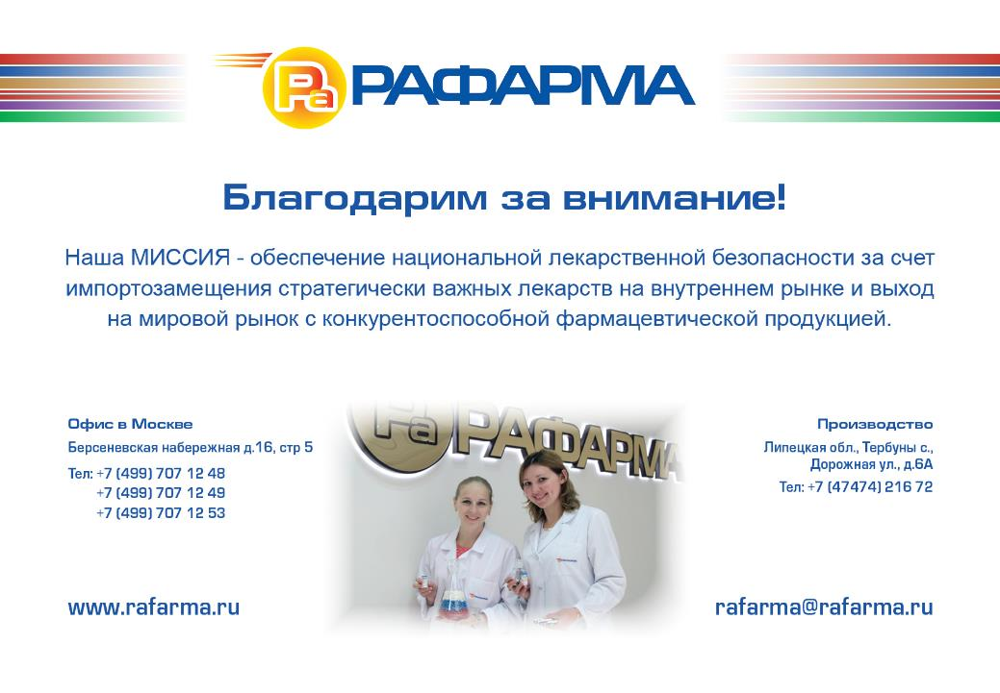 Ра РАФАРМА
Благодарим за внимание!
Наша МИССИЯ - обеспечение национальной лекарственной безопасности за счет
импортозамещения стратегически важных лекарств на внутреннем рынке и выход
на мировой рынок с конкурентоспособной фармацевтической продукцией.
Офис в Москве
Берсеневская набережная д.16, стр 5
Тел: +7 (499) 707 12 48
+7 (499) 707 12 49
+7 (499) 707 12 53
www.rafarma.ru
Ра РАФАРМА
Производство
Липецкая обл., Тербуны с.,
Дорожная ул., д.6А
Тел: +7 (47474) 216 72
rafarma@rafarma.ru